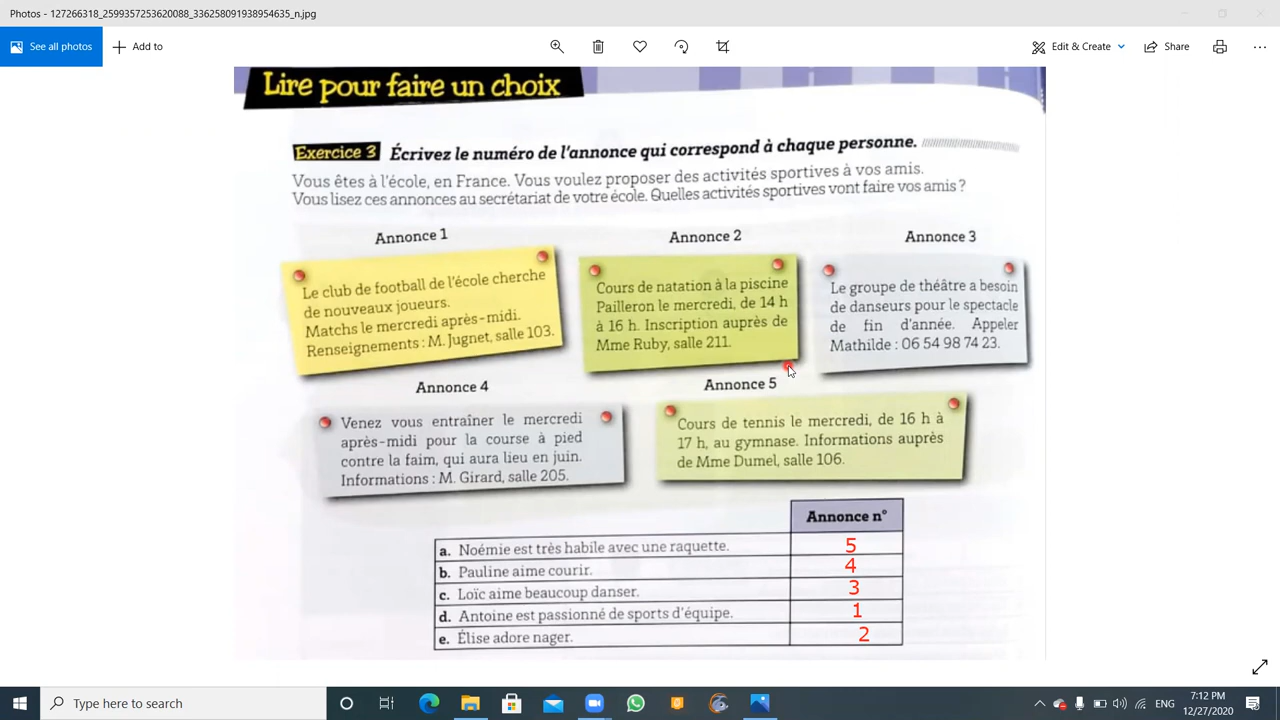 Photos - 127266318_2599357253620088_336258091938954635_n.jpg
See all photos
Add to
Edit & Create
Share
Lire pour faire un choix
Exercice 3 Écrivez le numéro de l'annonce qui correspond à chaque personne.
Vous êtes à l'école, en France. Vous voulez proposer des activités sportives à vos amis.
Vous lisez ces annonces au secrétariat de votre école. Quelles activités sportives vont faire vos amis ?
Annonce 1
Le club de football de l'école cherche
de nouveaux joueurs.
Matchs le mercredi après-midi.
Renseignements : M. Jugnet, salle 103.
Annonce 2
Cours de natation à la piscine
Pailleron le mercredi, de 14 h
à 16 h. Inscription auprès de
Mme Ruby, salle 211.
Annonce 3
Le groupe de théâtre a besoin
de danseurs pour le spectacle
de fin d'année. Appeler
Mathilde : 06 54 98 74 23.
Annonce 4
Venez vous entraîner le mercredi
après-midi pour la course à pied
contre la faim, qui aura lieu en juin.
Informations : M. Girard, salle 205.
Annonce 5
Cours de tennis le mercredi, de 16 h à
17 h, au gymnase. Informations auprès
de Mme Dumel, salle 106.
Annonce n°
a. Noémie est très habile avec une raquette. 5
b. Pauline aime courir. 4
c. Loïc aime beaucoup danser. 3
d. Antoine est passionné de sports d'équipe. 1
e. Élise adore nager. 2
Type here to search
ENG
7:12 PM
12/27/2020